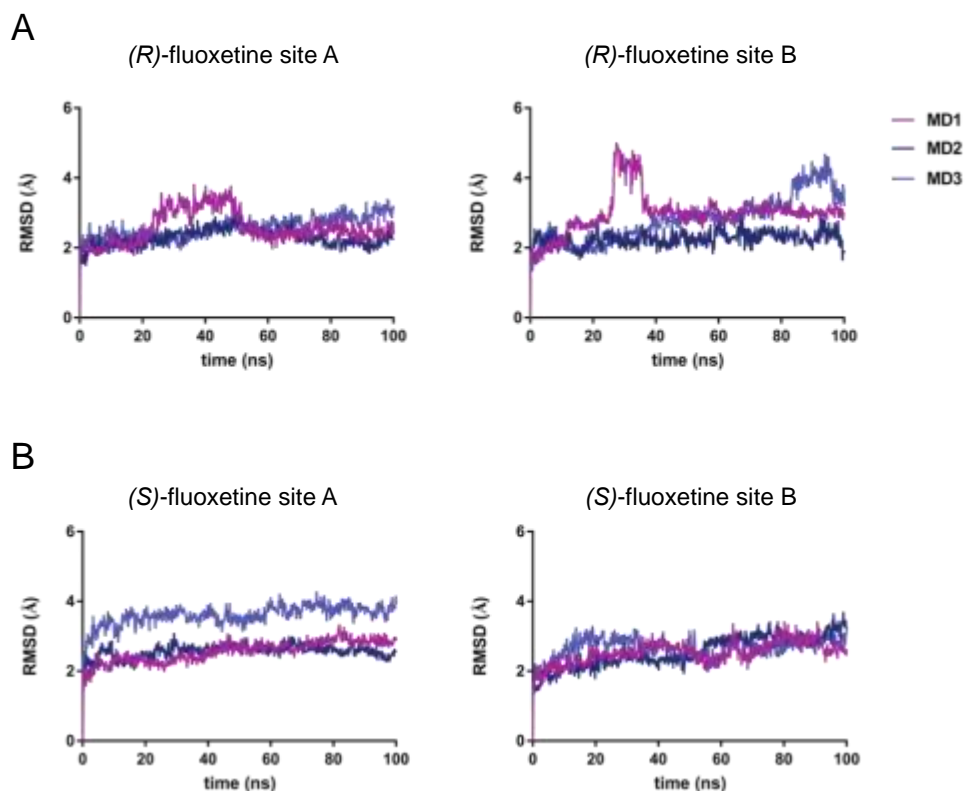 A
(R)-fluoxetine site A
6
4
2
0
RMSD (Å)
0 20 40 60 80 100
time (ns)
(R)-fluoxetine site B
6
4
2
0
RMSD (Å)
0 20 40 60 80 100
time (ns)
MD1
MD2
MD3
B
(S)-fluoxetine site A
6
4
2
0
RMSD (Å)
0 20 40 60 80 100
time (ns)
(S)-fluoxetine site B
6
4
2
0
RMSD (Å)
0 20 40 60 80 100
time (ns)